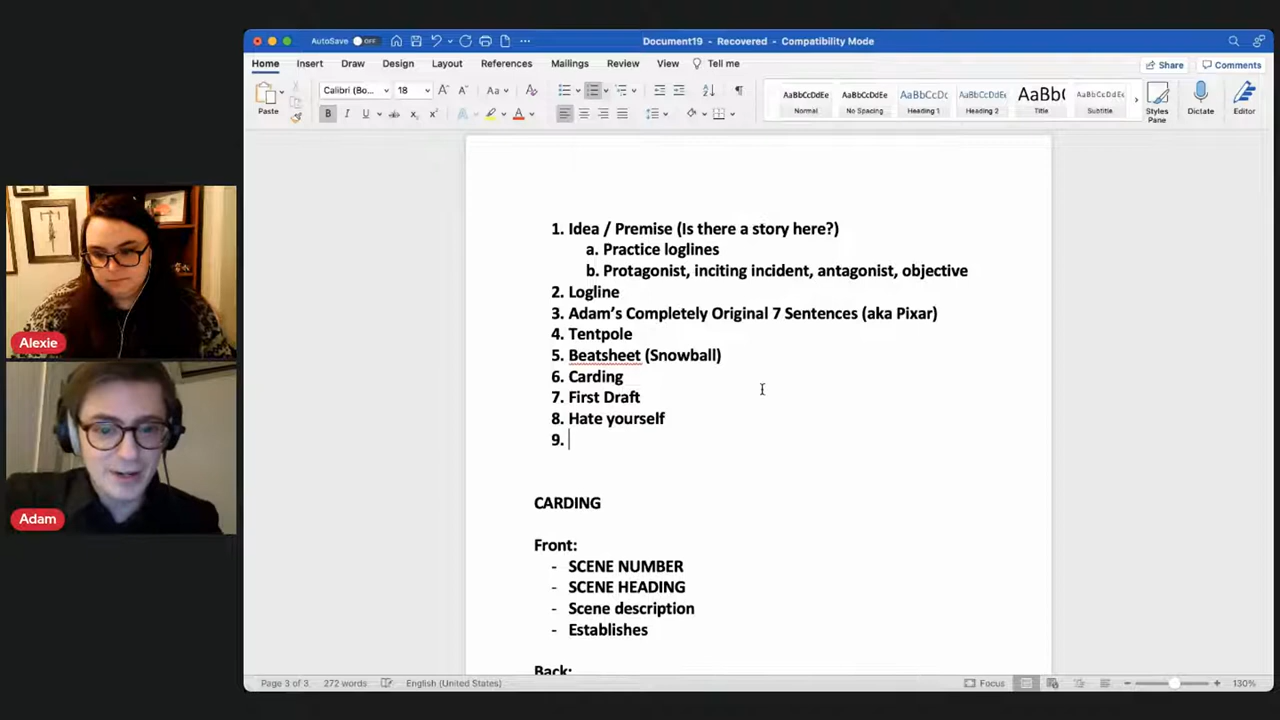 AutoSave OFF
Document19 - Recovered - Compatibility Mode
Home Insert Draw Design Layout References Mailings Review View Tell me
Share Comments
Paste
Calibri (Bo... 18
AaBbCcDdEe AaBbCcDdEe AaBbCcDc AaBbCcDdE AaBb( AaBbCcDdE
Normal No Spacing Heading 1 Heading 2 Title Subtitle
Styles Pane
Dictate
Editor
1. Idea / Premise (Is there a story here?)
a. Practice loglines
b. Protagonist, inciting incident, antagonist, objective
2. Logline
3. Adam’s Completely Original 7 Sentences (aka Pixar)
4. Tentpole
5. Beatsheet (Snowball)
6. Carding
7. First Draft
8. Hate yourself
9.
CARDING
Front:
- SCENE NUMBER
- SCENE HEADING
- Scene description
- Establishes
Back:
Alexie
Adam
Page 3 of 3 272 words English (United States)
Focus
130%